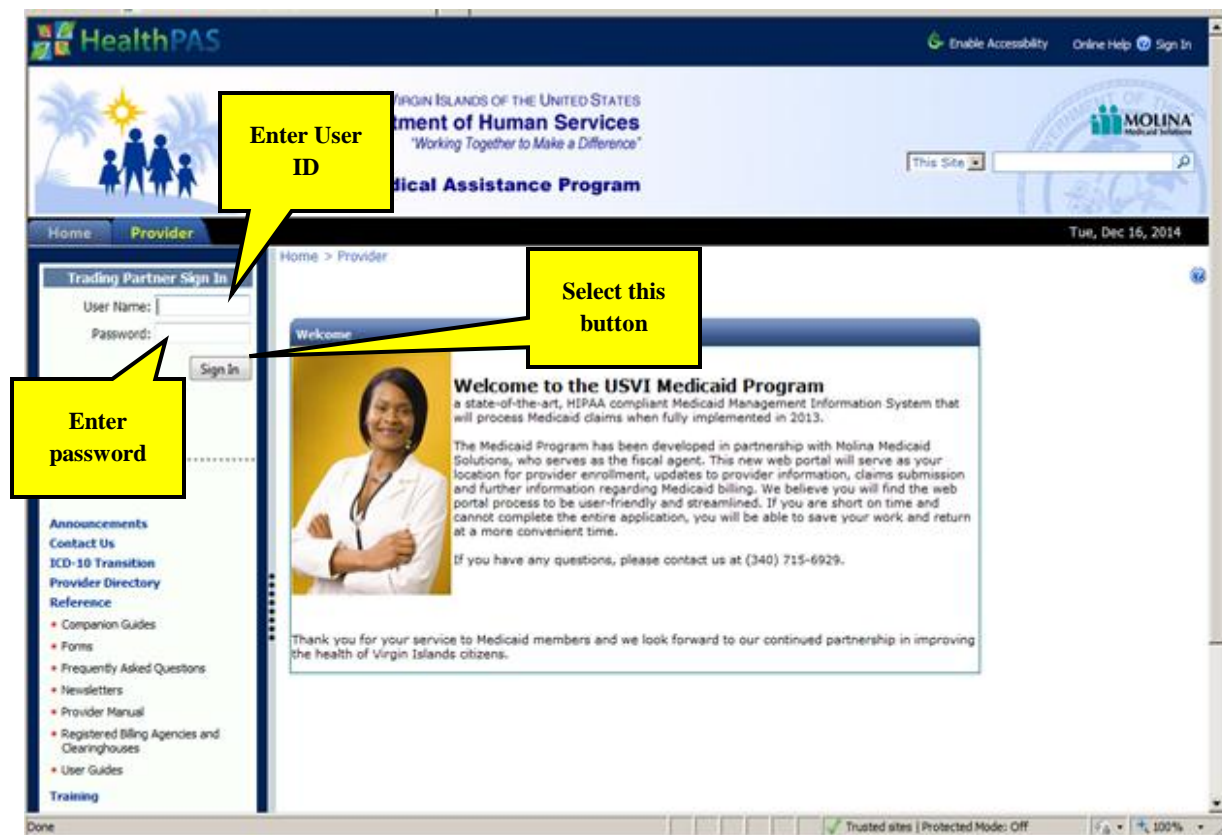 HealthPAS
Enable Accessibility Online Help Sign In
VIRGIN ISLANDS OF THE UNITED STATES
tment of Human Services
"Working Together to Make a Difference"
dical Assistance Program
MOLINA
Medicaid Solutions
This Site
Enter User
ID
Home Provider
Tue, Dec 16, 2014
Home > Provider
Trading Partner Sign In
User Name:
Password:
Sign In
Select this
button
Enter
password
Welcome
Welcome to the USVI Medicaid Program
a state-of-the-art, HIPAA compliant Medicaid Management Information System that
will process Medicaid claims when fully implemented in 2013.
The Medicaid Program has been developed in partnership with Molina Medicaid
Solutions, who serves as the fiscal agent. This new web portal will serve as your
location for provider enrollment, updates to provider information, claims submission
and further information regarding Medicaid billing. We believe you will find the web
portal process to be user-friendly and streamlined. If you are short on time and
cannot complete the entire application, you will be able to save your work and return
at a more convenient time.
If you have any questions, please contact us at (340) 715-6929.
Thank you for your service to Medicaid members and we look forward to our continued partnership in improving
the health of Virgin Islands citizens.
Announcements
Contact Us
ICD-10 Transition
Provider Directory
Reference
• Companion Guides
• Forms
• Frequently Asked Questions
• Newsletters
• Provider Manual
• Registered Billing Agencies and
Clearinghouses
• User Guides
Training
Done
Trusted sites | Protected Mode: Off
100%